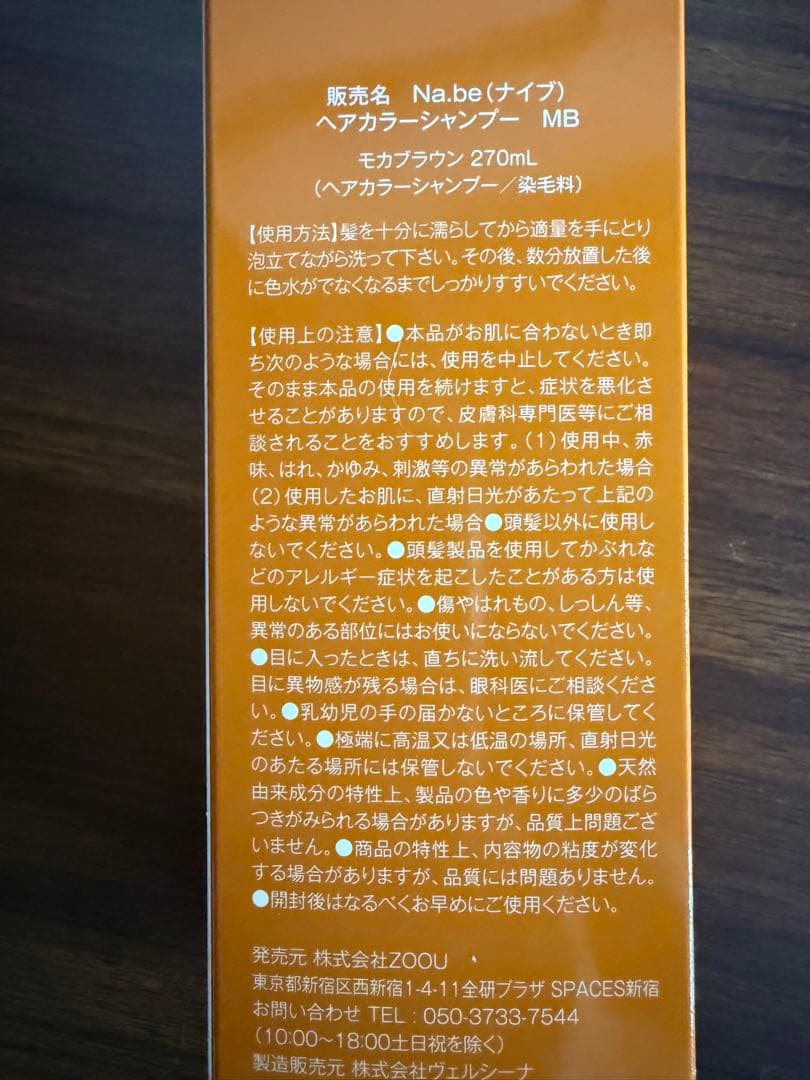 販売名　Na.be(ナイブ)
ヘアカラーシャンプー　MB
モカブラウン 270mL
(ヘアカラーシャンプー／染毛料)
【使用方法】髪を十分に濡らしてから適量を手にとり
泡立てながら洗って下さい。その後、数分放置した後
に色水がでなくなるまでしっかりすすいでください。
【使用上の注意】●本品がお肌に合わないとき即
ち次のような場合には、使用を中止してください。
そのまま本品の使用を続けますと、症状を悪化さ
せることがありますので、皮膚科専門医等にご相
談されることをおすすめします。(1)使用中、赤
味、はれ、かゆみ、刺激等の異常があらわれた場合
(2)使用したお肌に、直射日光があたって上記の
ような異常があらわれた場合●頭髪以外に使用し
ないでください。●頭髪製品を使用してかぶれな
どのアレルギー症状を起こしたことがある方は使
用しないでください。●傷やはれもの、しっしん等、
異常のある部位にはお使いにならないでください。
●目に入ったときは、直ちに洗い流してください。
目に異物感が残る場合は、眼科医にご相談くださ
い。●乳幼児の手の届かないところに保管してく
ださい。●極端に高温又は低温の場所、直射日光
のあたる場所には保管しないでください。●天然
由来成分の特性上、製品の色や香りに多少のばら
つきがみられる場合がありますが、品質上問題ござ
いません。●商品の特性上、内容物の粘度が変化
する場合がありますが、品質には問題ありません。
●開封後はなるべくお早めにご使用ください。
発売元 株式会社ZOOU
東京都新宿区西新宿1-4-11全研プラザ SPACES新宿
お問い合わせ TEL : 050-3733-7544
(10:00〜18:00土日祝を除く)
製造販売元 株式会社ヴェルシーナ